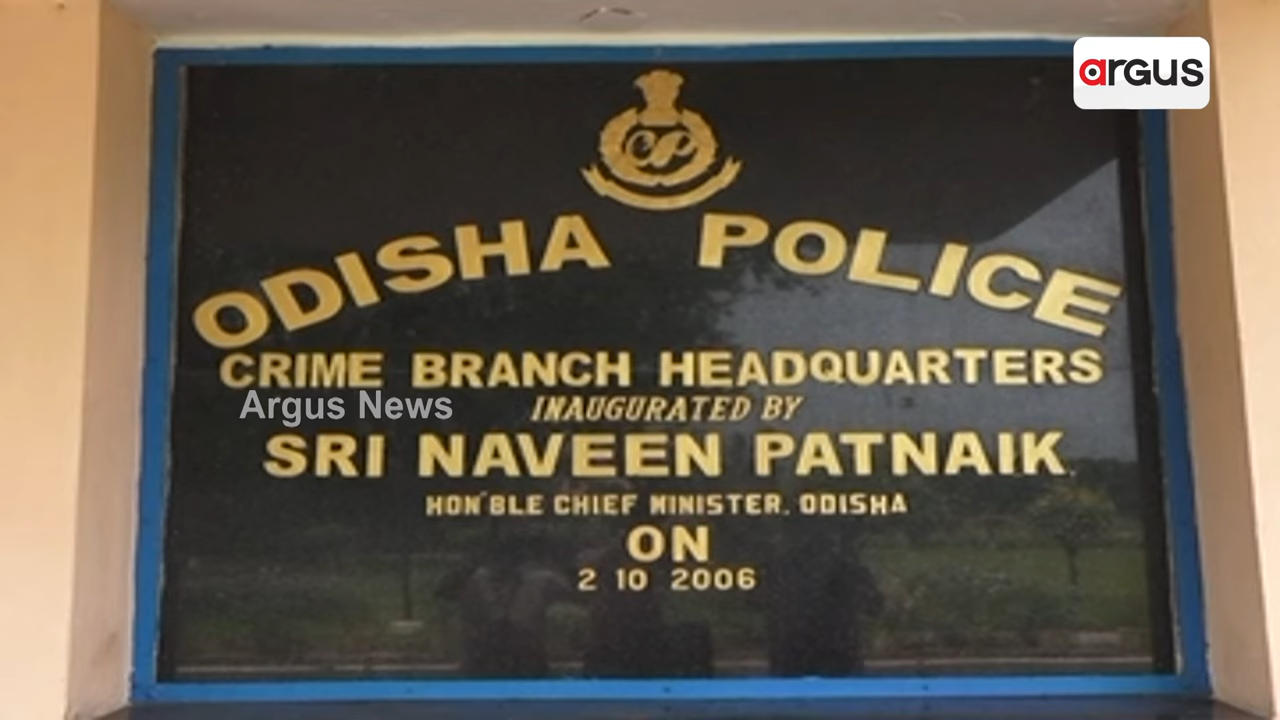 argus
OP
ODISHA POLICE
CRIME BRANCH HEADQUARTERS
Argus News
INAUGURATED BY
SRI NAVEEN PATNAIK
HON'BLE CHIEF MINISTER, ODISHA
ON
2 10 2006